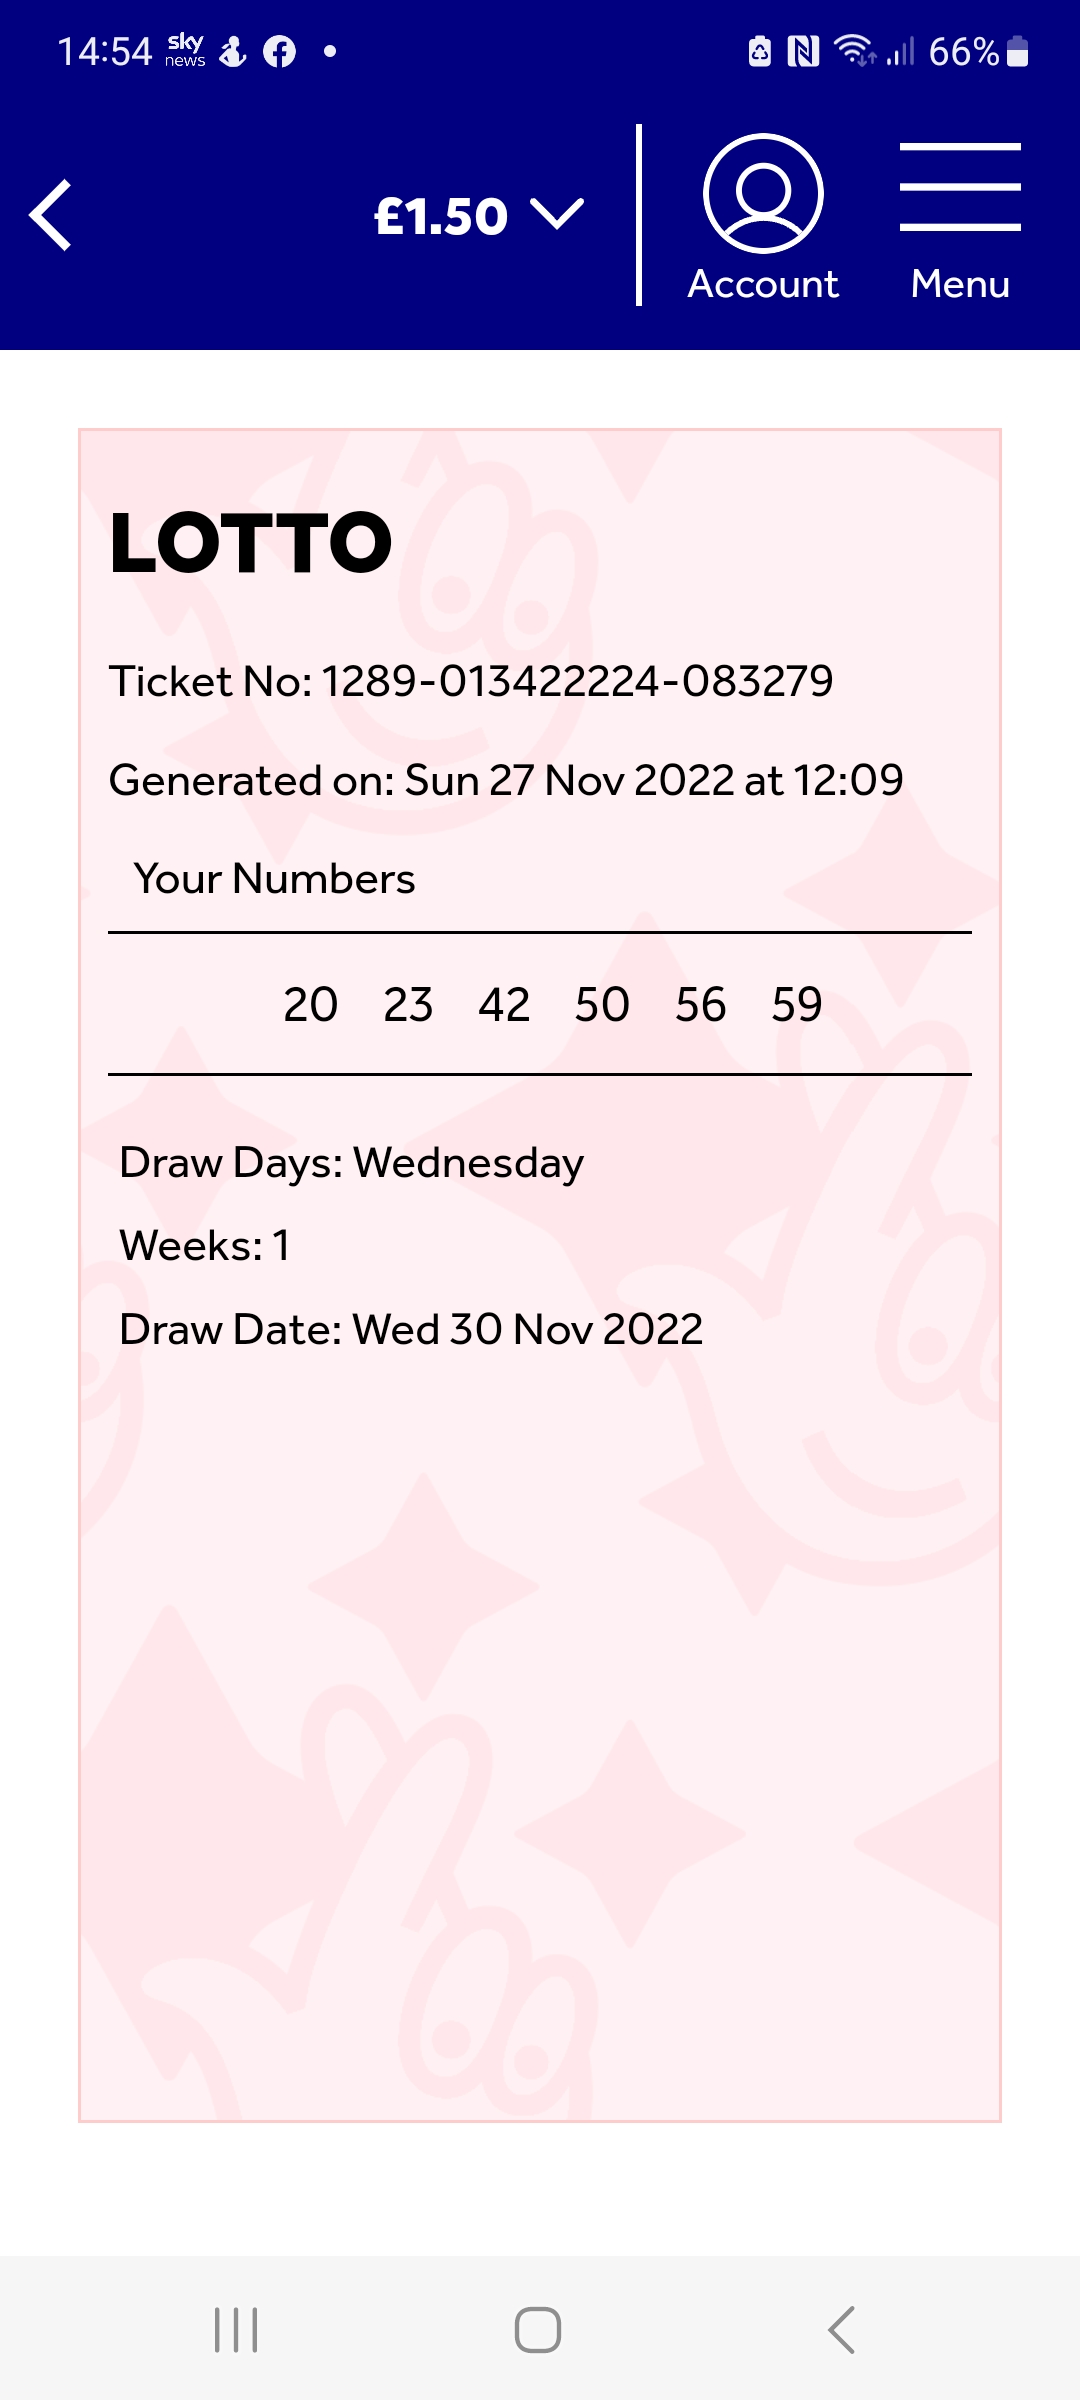 14:54 sky news 66%
£1.50
Account Menu
LOTTO
Ticket No: 1289-013422224-083279
Generated on: Sun 27 Nov 2022 at 12:09
Your Numbers
20 23 42 50 56 59
Draw Days: Wednesday
Weeks: 1
Draw Date: Wed 30 Nov 2022